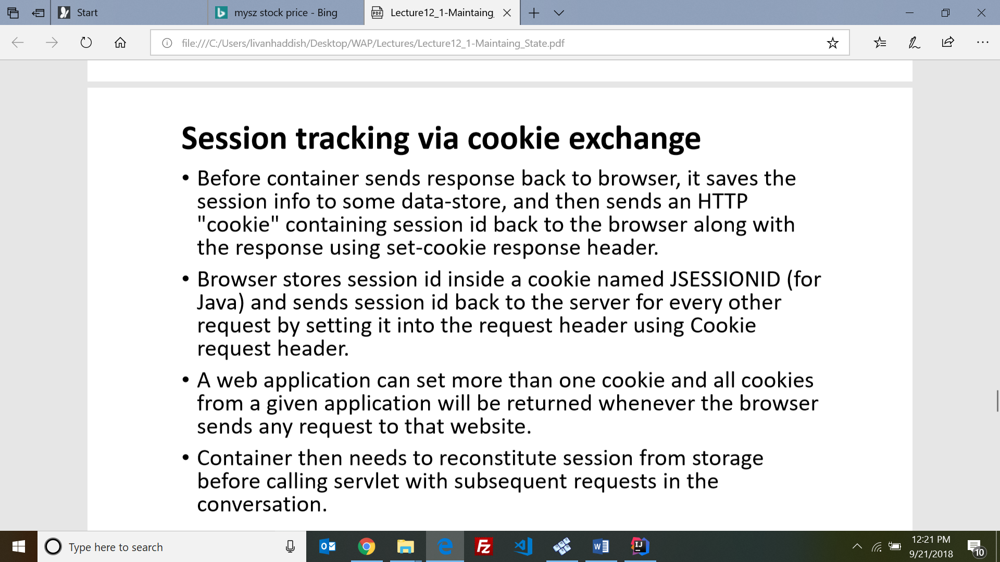 Start
mysz stock price - Bing
Lecture12_1-Maintaing_
file:///C:/Users/livanhaddish/Desktop/WAP/Lectures/Lecture12_1-Maintaing_State.pdf
Session tracking via cookie exchange
• Before container sends response back to browser, it saves the
session info to some data-store, and then sends an HTTP
"cookie" containing session id back to the browser along with
the response using set-cookie response header.
• Browser stores session id inside a cookie named JSESSIONID (for
Java) and sends session id back to the server for every other
request by setting it into the request header using Cookie
request header.
• A web application can set more than one cookie and all cookies
from a given application will be returned whenever the browser
sends any request to that website.
• Container then needs to reconstitute session from storage
before calling servlet with subsequent requests in the
conversation.
Type here to search
12:21 PM
9/21/2018
10